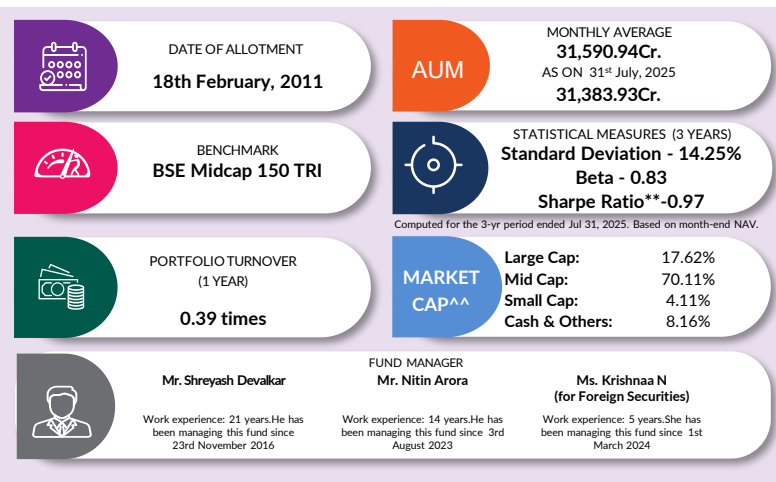 DATE OF ALLOTMENT
18th February, 2011
AUM
MONTHLY AVERAGE
31,590.94Cr.
AS ON 31st July, 2025
31,383.93Cr.
BENCHMARK
BSE Midcap 150 TRI
STATISTICAL MEASURES (3 YEARS)
Standard Deviation - 14.25%
Beta - 0.83
Sharpe Ratio**-0.97
Computed for the 3-yr period ended Jul 31, 2025. Based on month-end NAV.
PORTFOLIO TURNOVER
(1 YEAR)
0.39 times
MARKET
CAP^^
Large Cap: 17.62%
Mid Cap: 70.11%
Small Cap: 4.11%
Cash & Others: 8.16%
FUND MANAGER
Mr. Shreyash Devalkar
Work experience: 21 years.He has
been managing this fund since
23rd November 2016
Mr. Nitin Arora
Work experience: 14 years.He has
been managing this fund since 3rd
August 2023
Ms. Krishnaa N
(for Foreign Securities)
Work experience: 5 years.She has
been managing this fund since 1st
March 2024